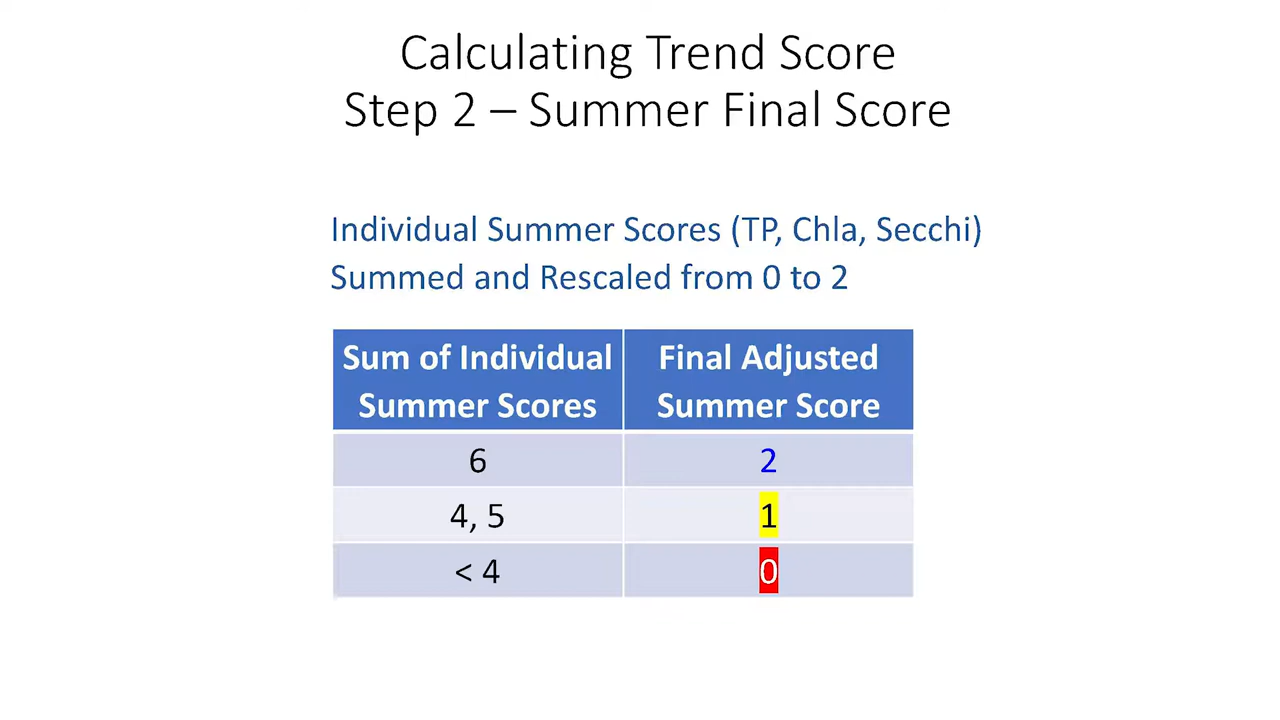 Calculating Trend Score
Step 2 – Summer Final Score
Individual Summer Scores (TP, Chla, Secchi)
Summed and Rescaled from 0 to 2
Sum of Individual Summer Scores
Final Adjusted Summer Score
6
2
4, 5
1
< 4
0